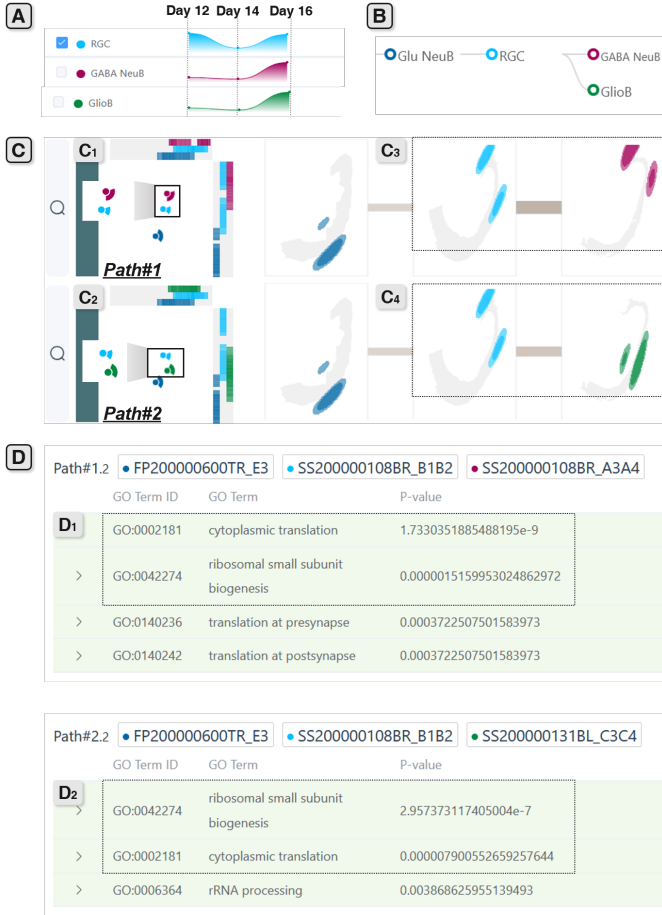 A
Day 12 Day 14 Day 16
RGC
GABA NeuB
GlioB
B
Glu NeuB
RGC
GABA NeuB
GlioB
C
C1
Path#1
C3
C2
Path#2
C4
D
Path#1.2 FP200000600TR_E3 SS200000108BR_B1B2 SS200000108BR_A3A4
GO Term ID GO Term P-value
D1
GO:0002181 cytoplasmic translation 1.7330351885488195e-9
GO:0042274 ribosomal small subunit biogenesis 0.0000015159953024862972
GO:0140236 translation at presynapse 0.0003722507501583973
GO:0140242 translation at postsynapse 0.0003722507501583973
Path#2.2 FP200000600TR_E3 SS200000108BR_B1B2 SS200000131BL_C3C4
GO Term ID GO Term P-value
D2
GO:0042274 ribosomal small subunit biogenesis 2.957373117405004e-7
GO:0002181 cytoplasmic translation 0.000007900552659257644
GO:0006364 rRNA processing 0.003868625955139493